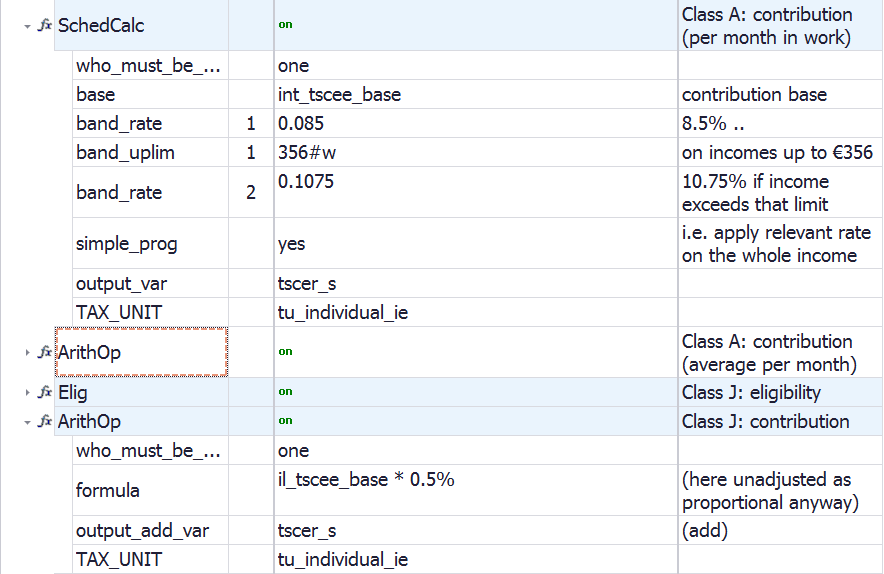 fx SchedCalc on Class A: contribution
(per month in work)
who_must_be_... one
base int_tscee_base contribution base
band_rate 1 0.085 8.5% ..
band_uplim 1 356#w on incomes up to €356
band_rate 2 0.1075 10.75% if income
exceeds that limit
simple_prog yes i.e. apply relevant rate
on the whole income
output_var tscer_s
TAX_UNIT tu_individual_ie
fx ArithOp on Class A: contribution
(average per month)
fx Elig on Class J: eligibility
fx ArithOp on Class J: contribution
who_must_be_... one
formula il_tscee_base * 0.5% (here unadjusted as
proportional anyway)
output_add_var tscer_s (add)
TAX_UNIT tu_individual_ie